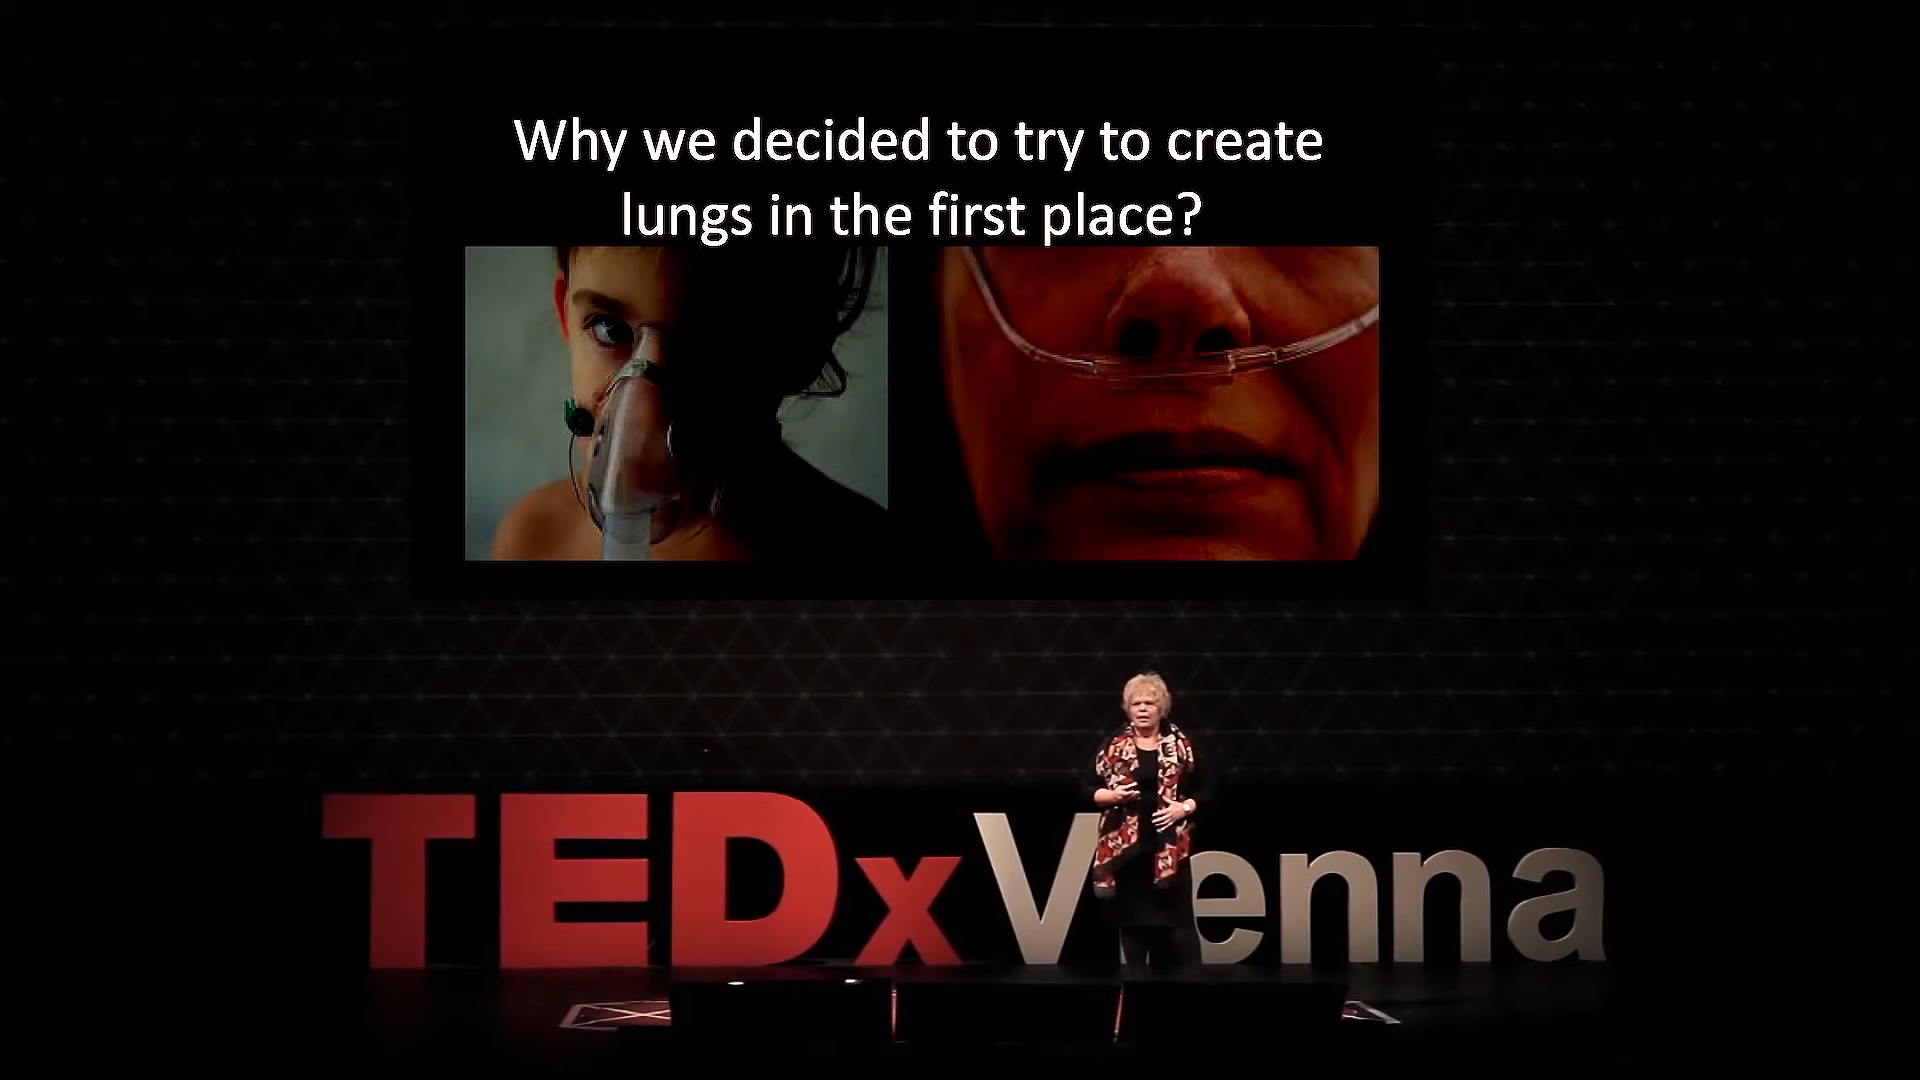 Why we decided to try to create
lungs in the first place?
TEDxVienna